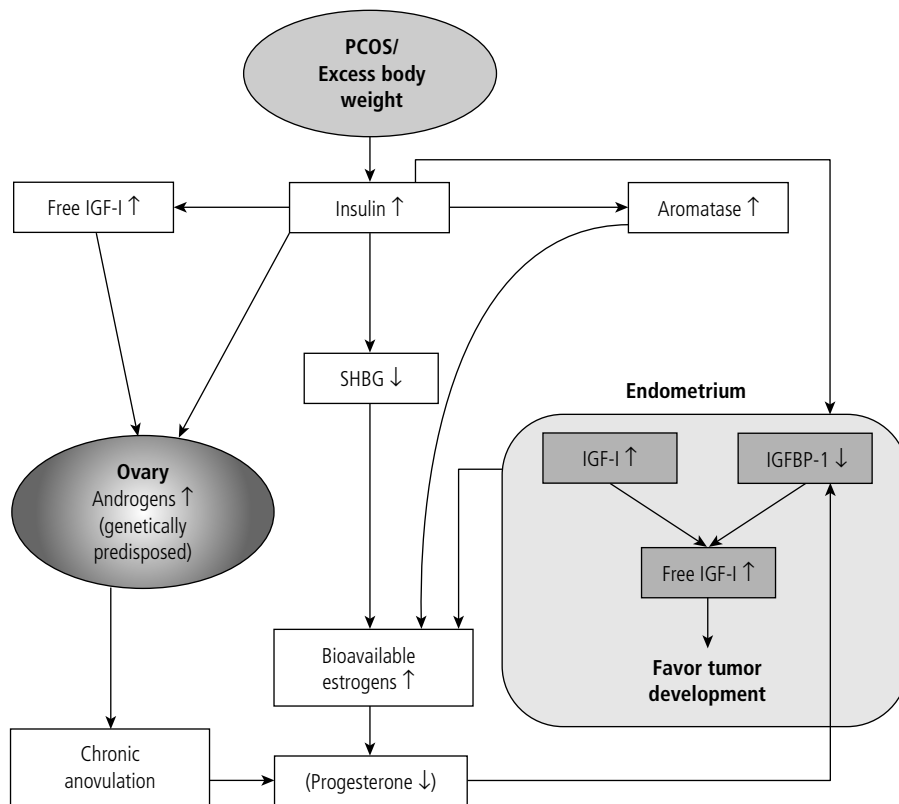 PCOS/
Excess body
weight
Free IGF-I ↑
Insulin ↑
Aromatase ↑
SHBG ↓
Endometrium
IGF-I ↑
IGFBP-1 ↓
Ovary
Androgens ↑
(genetically
predisposed)
Free IGF-I ↑
Bioavailable
estrogens ↑
Favor tumor
development
Chronic
anovulation
(Progesterone ↓)